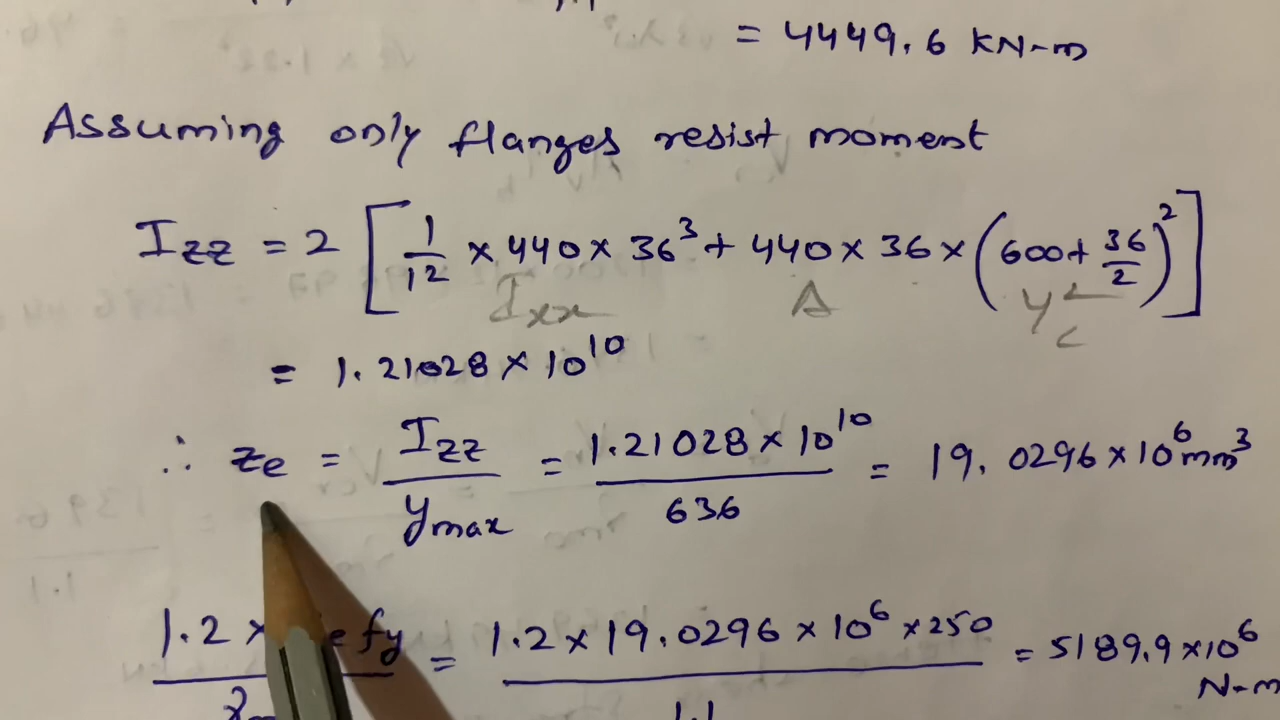 = 4449.6 KN-m
Assuming only flanges resist moment
Izz = 2 [ 1/12 × 440 × 36³ + 440 × 36 × (600 + 36/2)² ]
Ixx A y²
= 1.21028 × 10¹⁰
∴ Ze = Izz / ymax = 1.21028 × 10¹⁰ / 636 = 19.0296 × 10⁶ mm³
1.2 × e fy / = 1.2 × 19.0296 × 10⁶ × 250 / 1.1 = 5189.9 × 10⁶
N-m